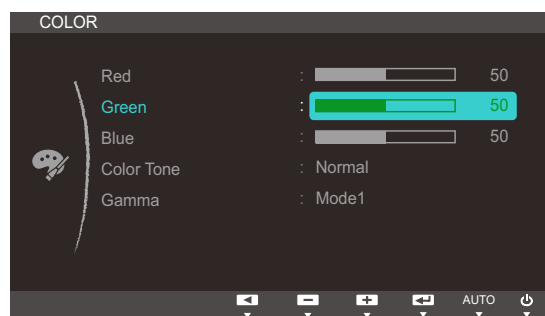 COLOR
Red : 50
Green : 50
Blue : 50
Color Tone : Normal
Gamma : Mode1
AUTO